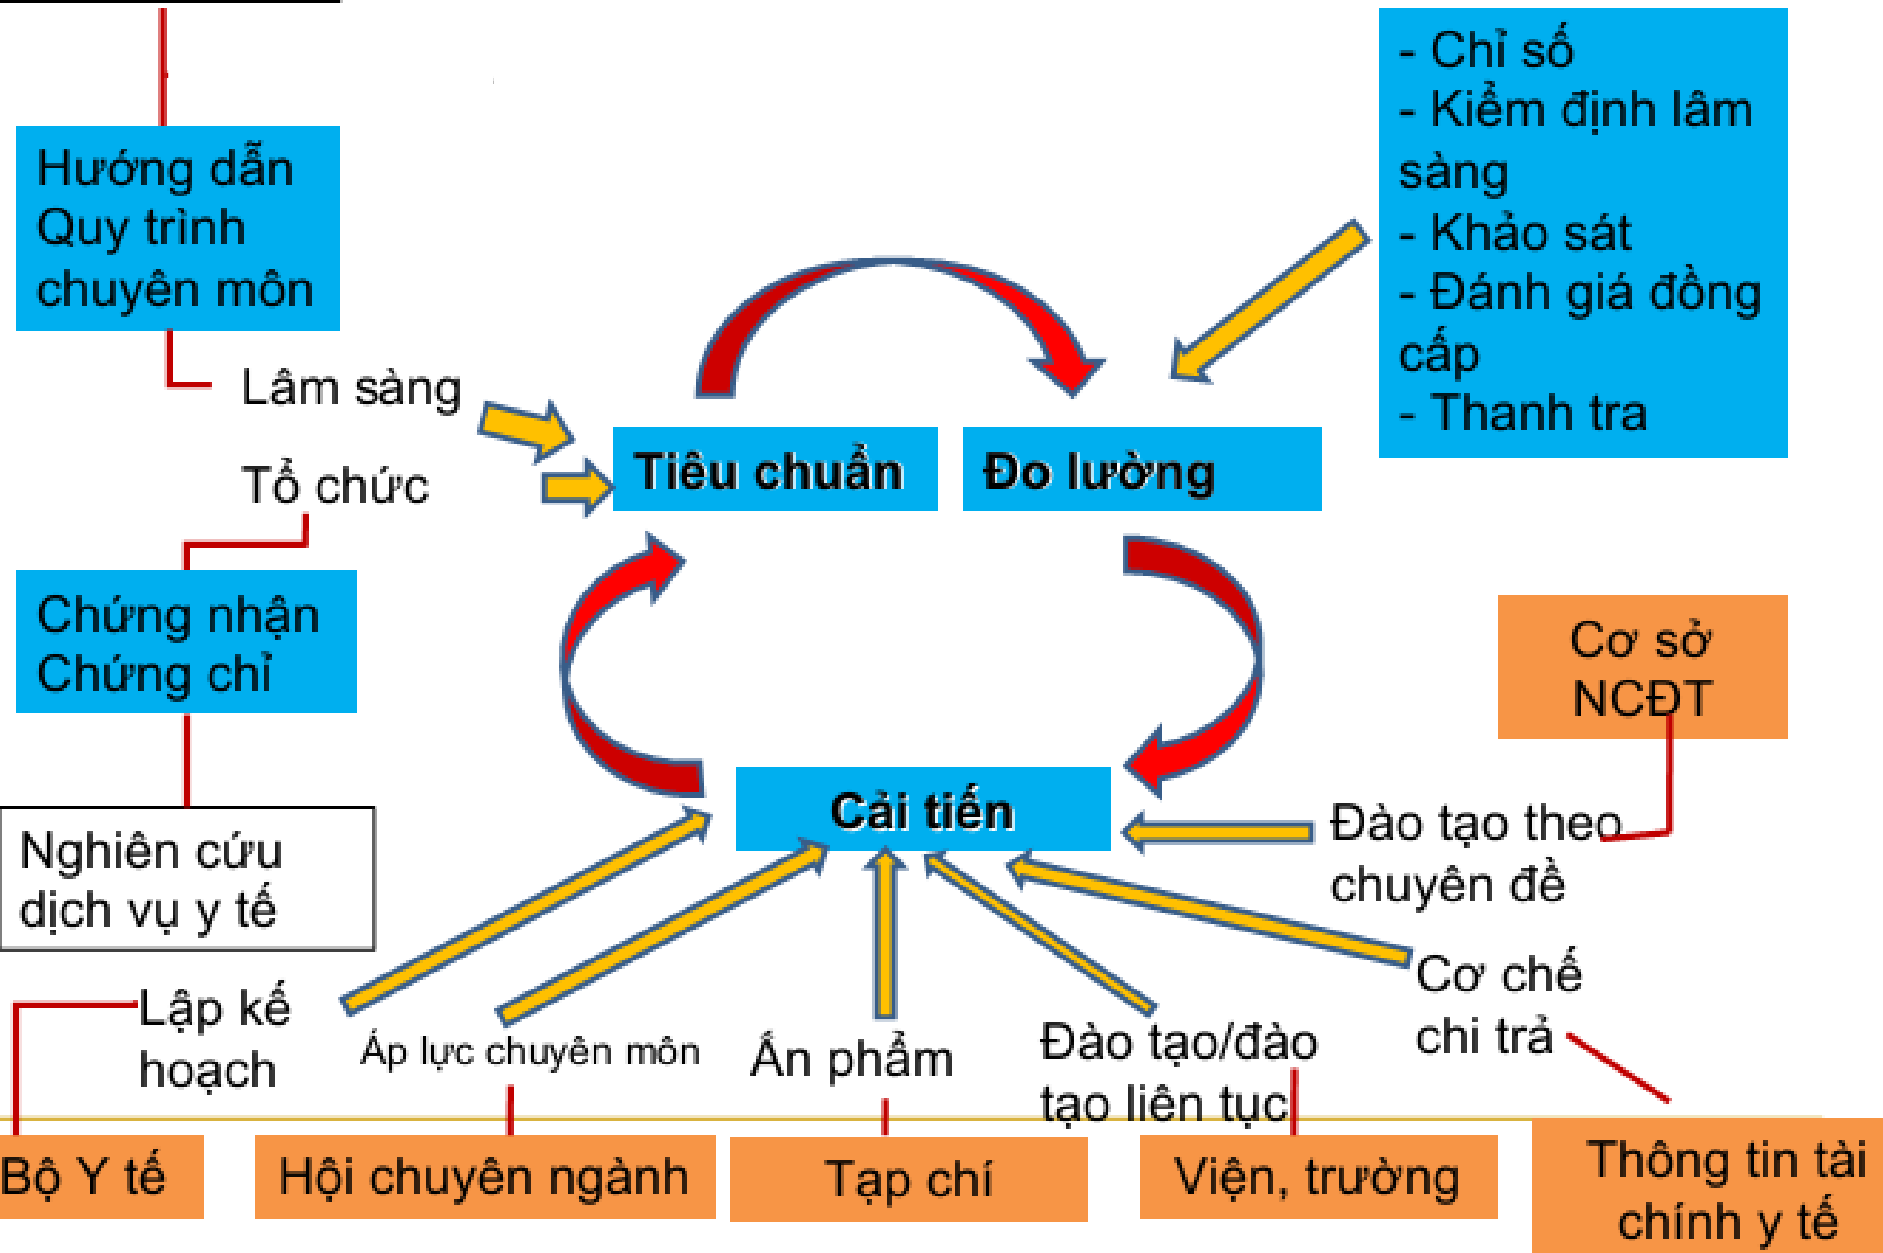 Hướng dẫn
Quy trình
chuyên môn
Lâm sàng
Tổ chức
Chứng nhận
Chứng chỉ
Nghiên cứu
dịch vụ y tế
Tiêu chuẩn
Đo lường
- Chỉ số
- Kiểm định lâm
sàng
- Khảo sát
- Đánh giá đồng
cấp
- Thanh tra
Cải tiến
Cơ sở
NCĐT
Đào tạo theo
chuyên đề
Cơ chế
chi trả
Lập kế
hoạch
Áp lực chuyên môn
Ấn phẩm
Đào tạo/đào
tạo liên tục
Bộ Y tế
Hội chuyên ngành
Tạp chí
Viện, trường
Thông tin tài
chính y tế